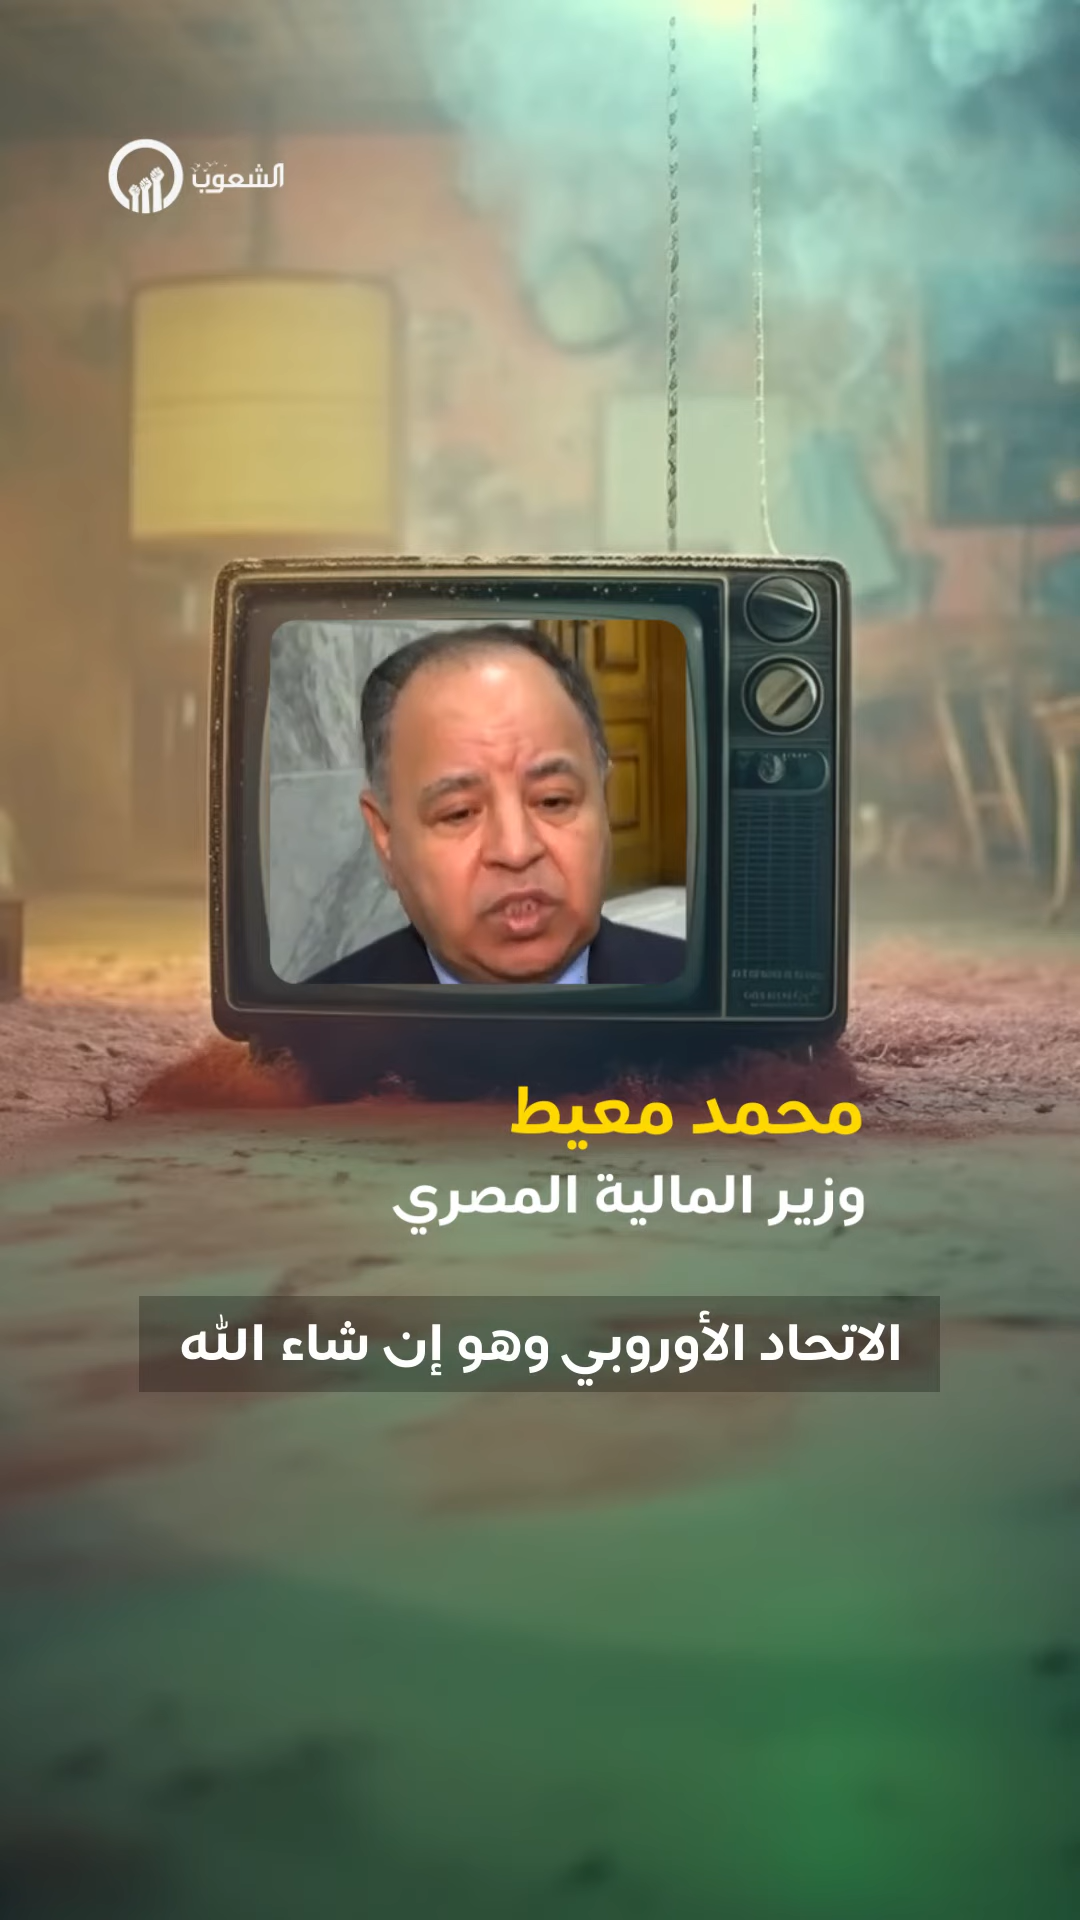 الشعوب
محمد معيط
وزير المالية المصري
الاتحاد الأوروبي وهو إن شاء الله